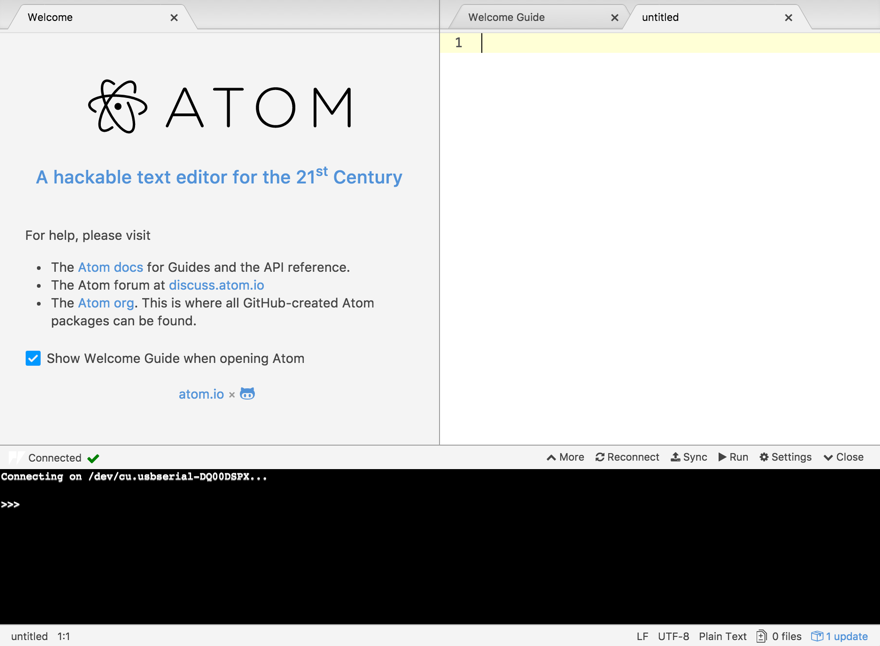 Welcome
Welcome Guide
untitled
ATOM
A hackable text editor for the 21st Century
For help, please visit
• The Atom docs for Guides and the API reference.
• The Atom forum at discuss.atom.io
• The Atom org. This is where all GitHub-created Atom
packages can be found.
Show Welcome Guide when opening Atom
atom.io ×
1
Connected
More
Reconnect
Sync
Run
Settings
Close
Connecting on /dev/cu.usbserial-DQ00DSPX...
>>>
untitled 1:1
LF UTF-8 Plain Text 0 files 1 update